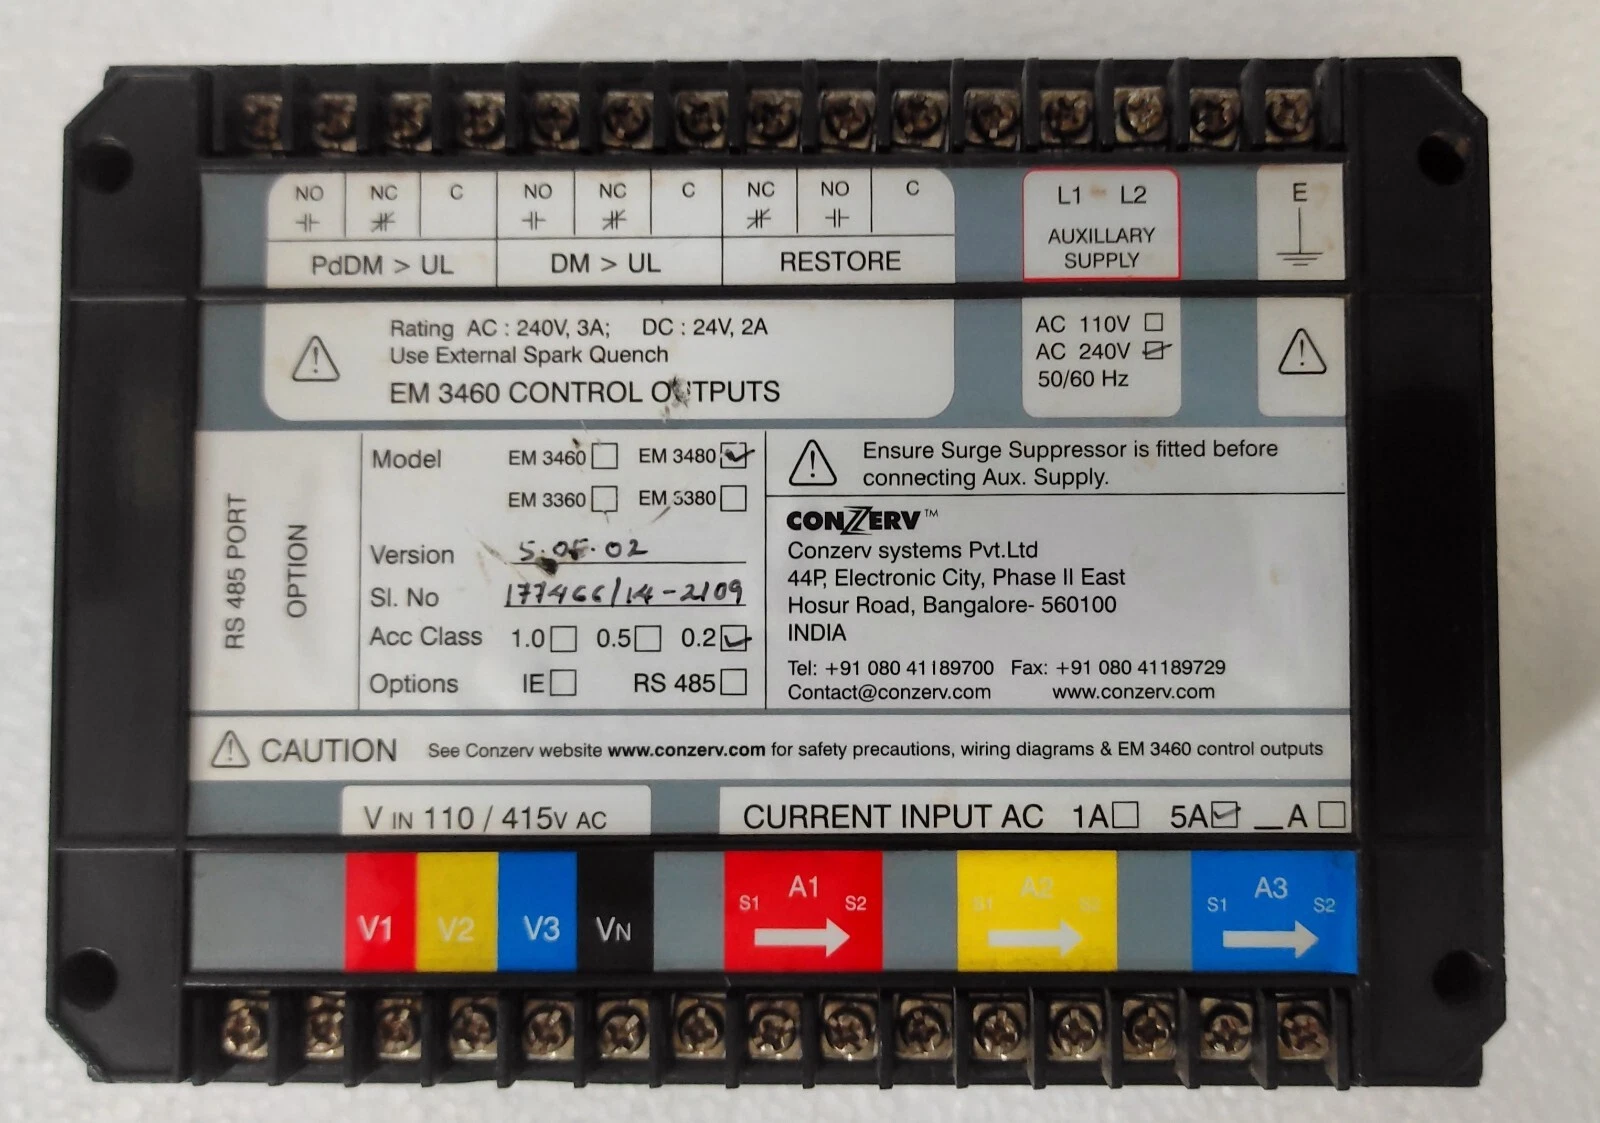 NO NC C NO NC C NC NO C
PdDM > UL DM > UL RESTORE
L1 L2
AUXILLARY
SUPPLY
E
Rating AC : 240V, 3A; DC : 24V, 2A
Use External Spark Quench
EM 3460 CONTROL OUTPUTS
AC 110V
AC 240V
50/60 Hz
RS 485 PORT
OPTION
Model EM 3460 EM 3480
EM 3360 EM 3380
Version 5.0F.02
Sl. No 177466/14-2109
Acc Class 1.0 0.5 0.2
Options IE RS 485
Ensure Surge Suppressor is fitted before
connecting Aux. Supply.
CONZERV™
Conzerv systems Pvt.Ltd
44P, Electronic City, Phase II East
Hosur Road, Bangalore- 560100
INDIA
Tel: +91 080 41189700 Fax: +91 080 41189729
Contact@conzerv.com www.conzerv.com
CAUTION See Conzerv website www.conzerv.com for safety precautions, wiring diagrams & EM 3460 control outputs
V IN 110 / 415V AC
CURRENT INPUT AC 1A 5A _A
V1 V2 V3 VN
S1 A1 S2
S1 A2 S2
S1 A3 S2